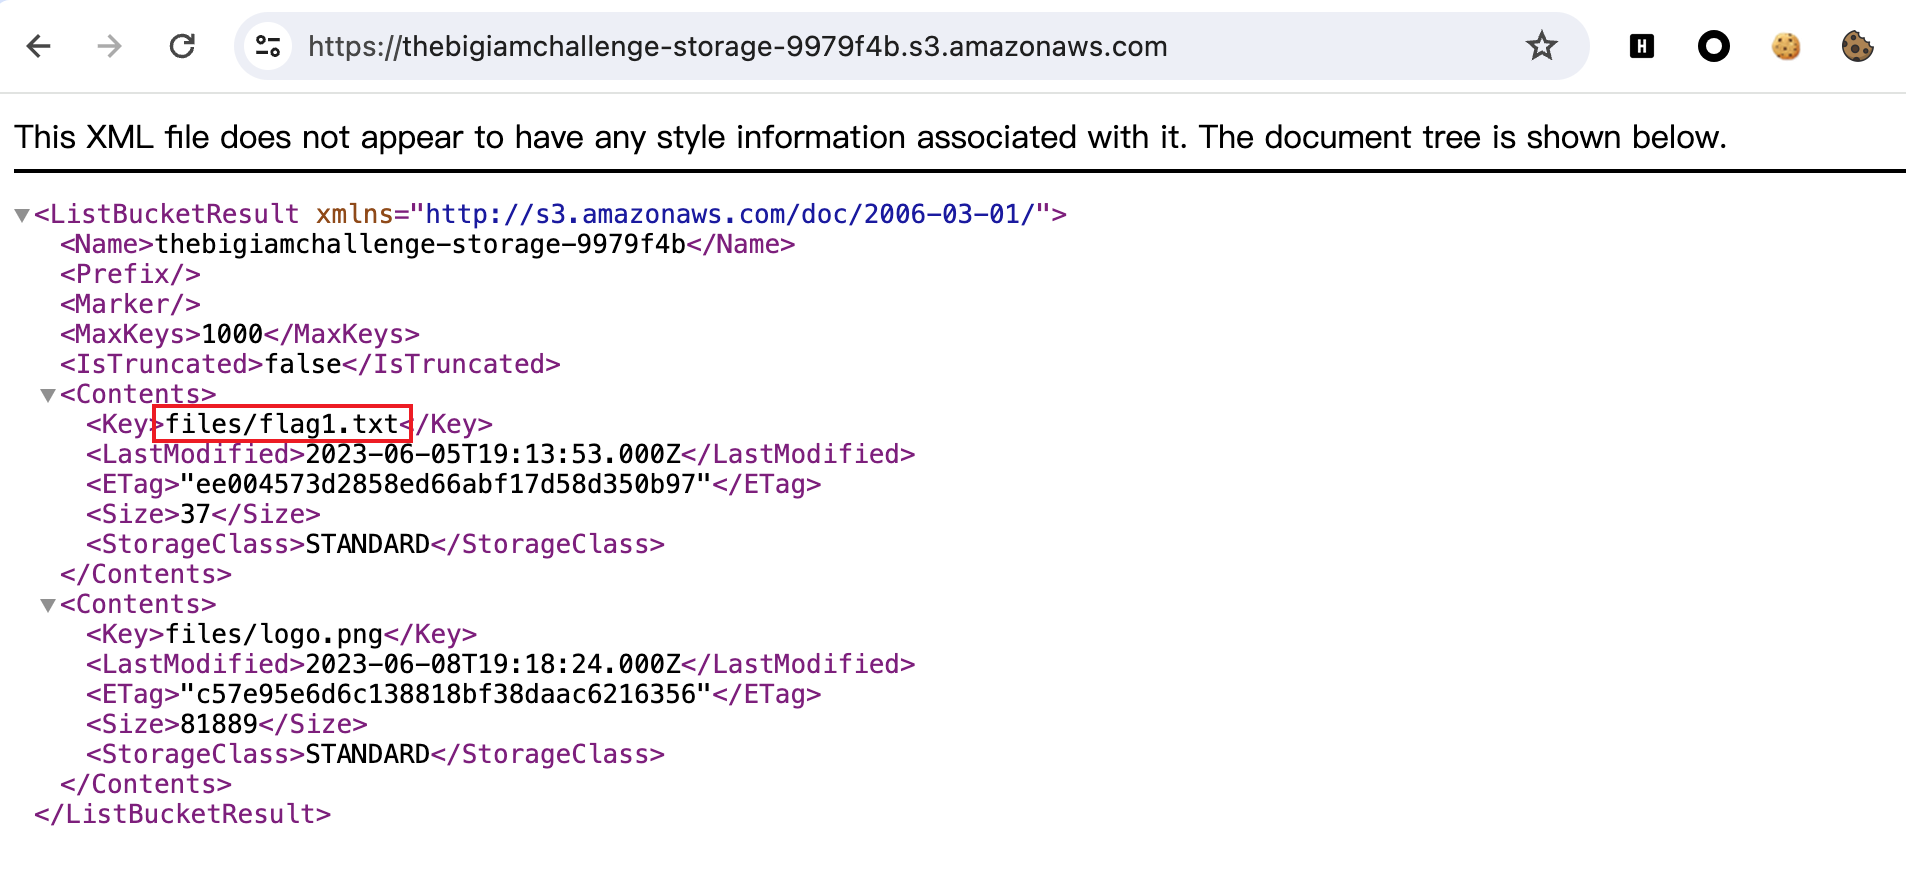 https://thebigiamchallenge-storage-9979f4b.s3.amazonaws.com
H
This XML file does not appear to have any style information associated with it. The document tree is shown below.
<ListBucketResult xmlns="http://s3.amazonaws.com/doc/2006-03-01/">
<Name>thebigiamchallenge-storage-9979f4b</Name>
<Prefix/>
<Marker/>
<MaxKeys>1000</MaxKeys>
<IsTruncated>false</IsTruncated>
<Contents>
<Key>files/flag1.txt</Key>
<LastModified>2023-06-05T19:13:53.000Z</LastModified>
<ETag>"ee004573d2858ed66abf17d58d350b97"</ETag>
<Size>37</Size>
<StorageClass>STANDARD</StorageClass>
</Contents>
<Contents>
<Key>files/logo.png</Key>
<LastModified>2023-06-08T19:18:24.000Z</LastModified>
<ETag>"c57e95e6d6c138818bf38daac6216356"</ETag>
<Size>81889</Size>
<StorageClass>STANDARD</StorageClass>
</Contents>
</ListBucketResult>